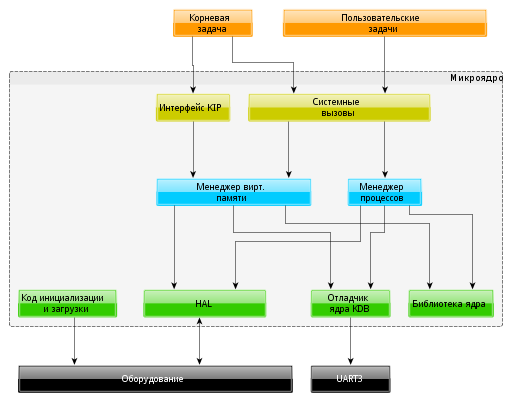 Корневая
задача
Пользовательские
задачи
Микроядро
Интерфейс KIP
Системные
вызовы
Менеджер вирт.
памяти
Менеджер
процессов
Код инициализации
и загрузки
HAL
Отладчик
ядра KDB
Библиотека ядра
Оборудование
UART3